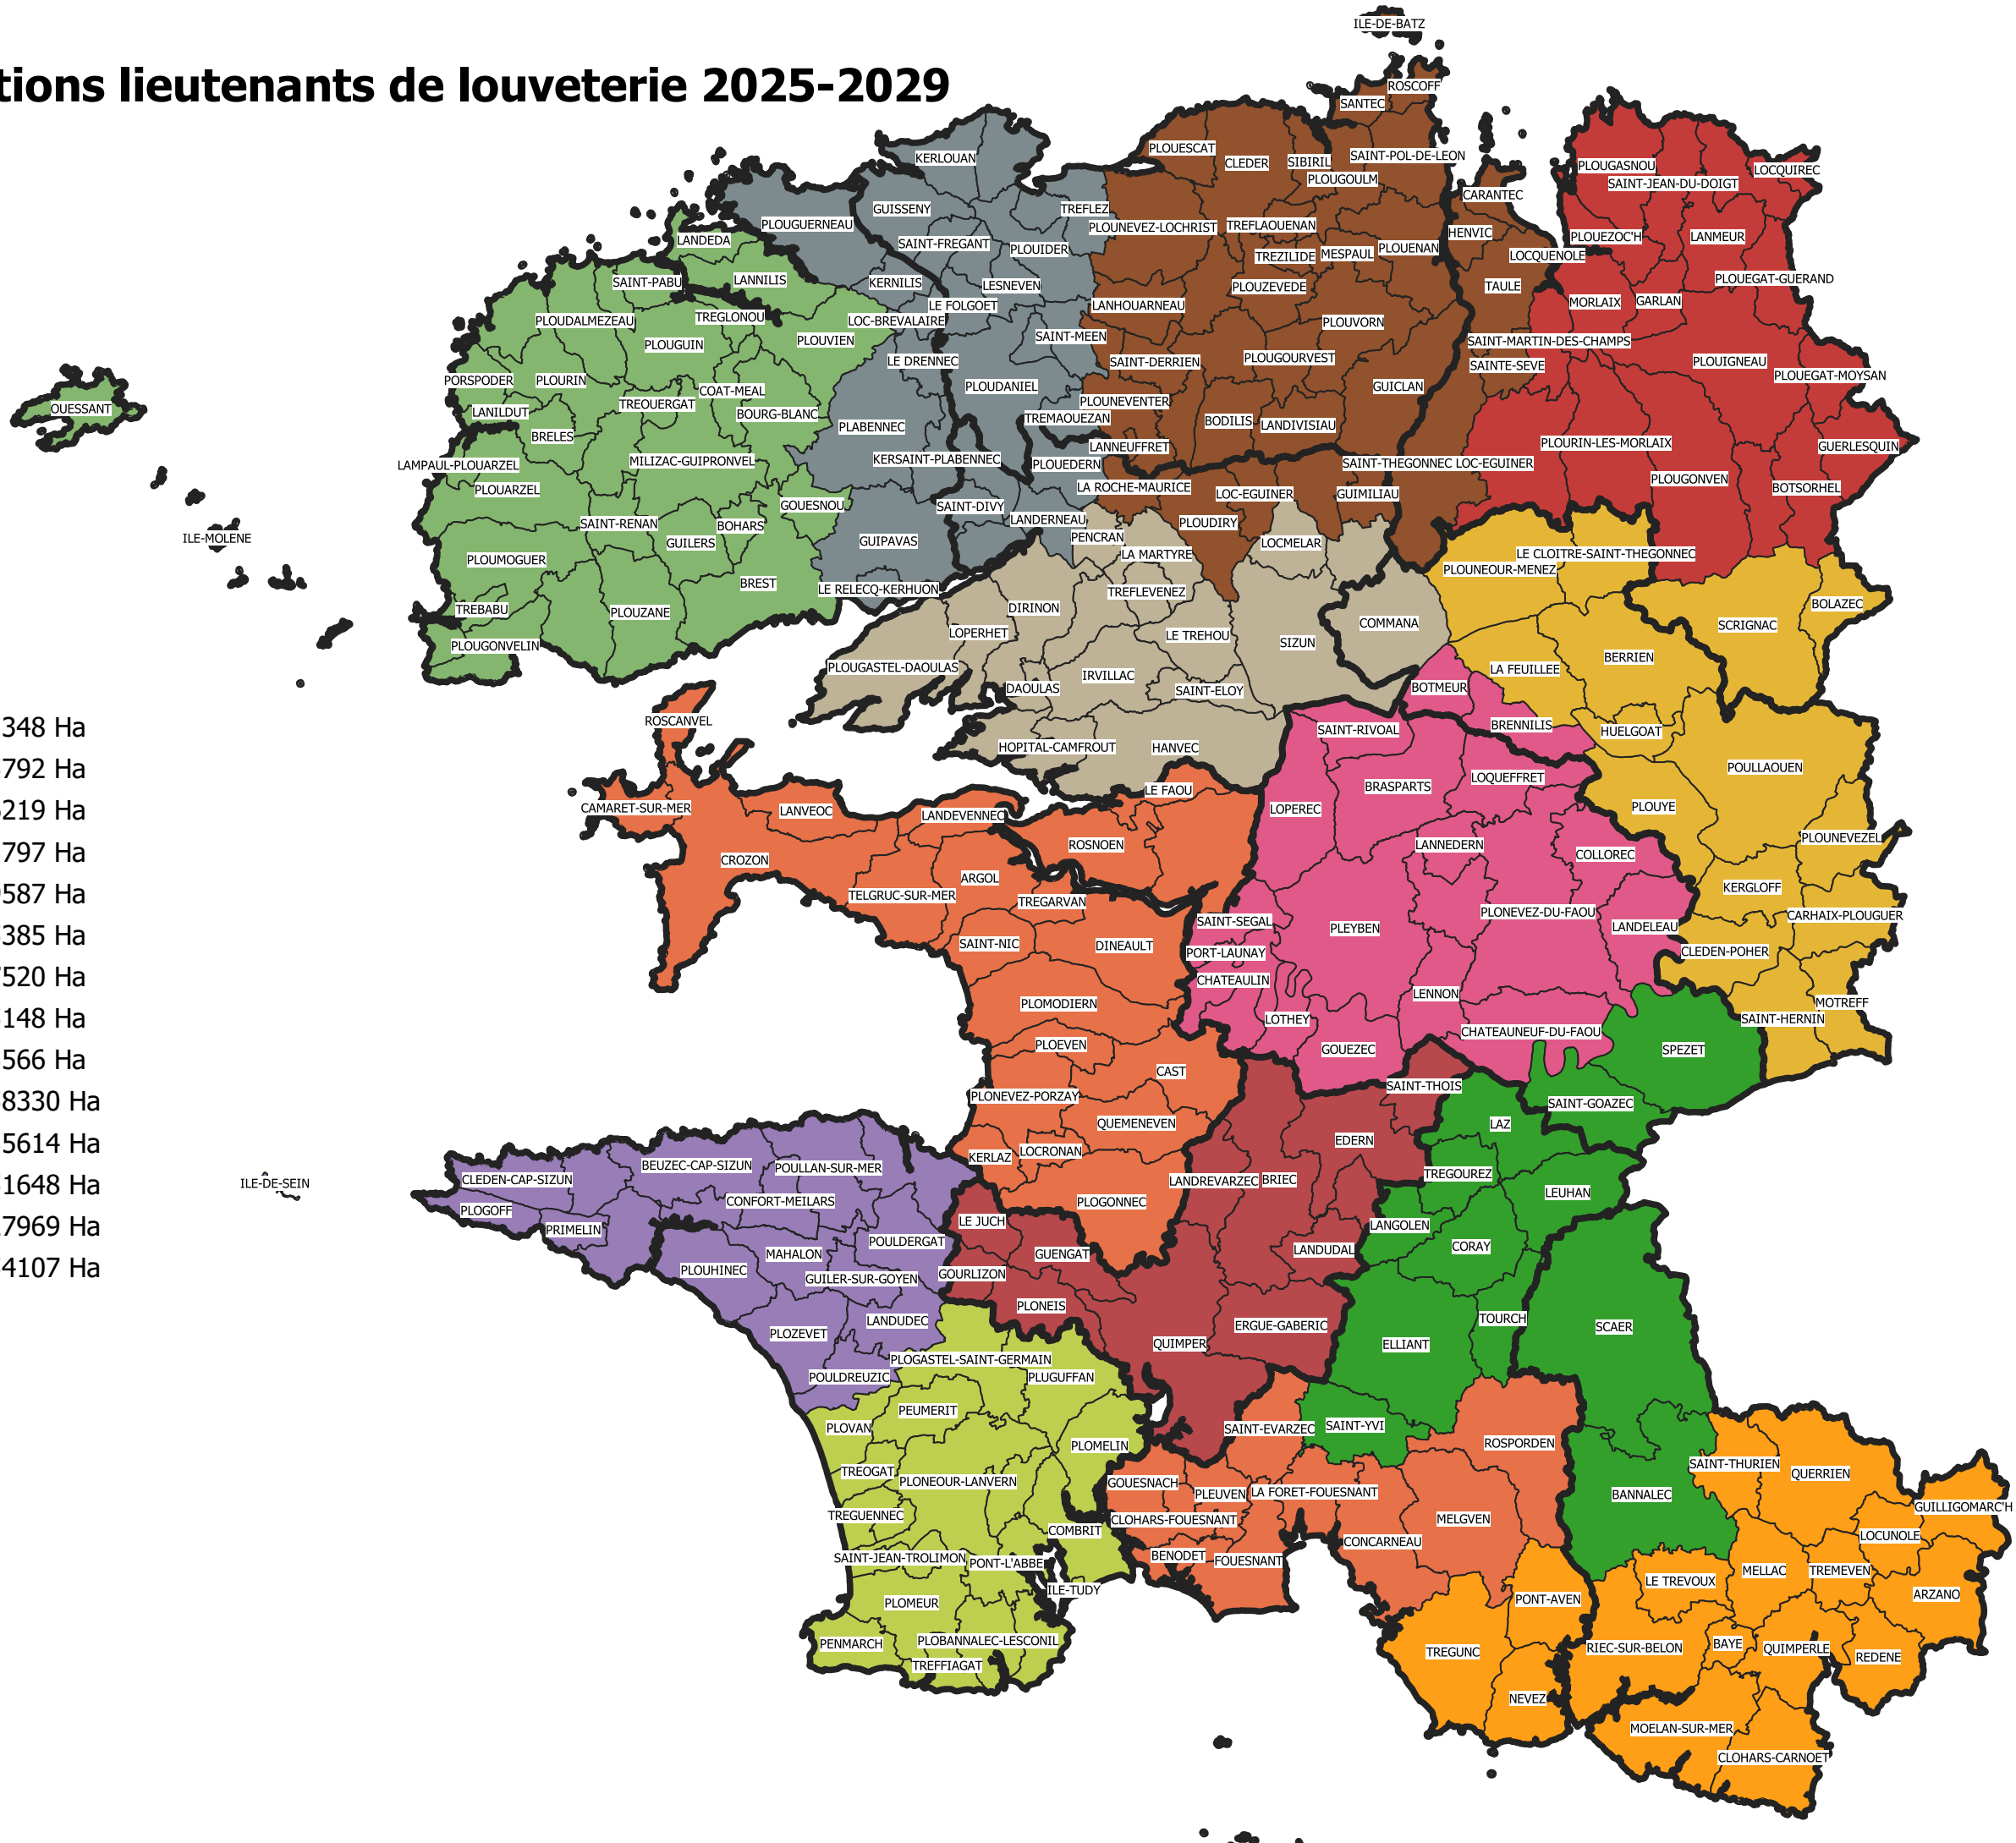 tions lieutenants de louveterie 2025-2029
ILE-DE-BATZ
ROSCOFF
SANTEC
PLOUESCAT
CLEDER
SIBIRIL
SAINT-POL-DE-LEON
PLOUGOULM
KERLOUAN
PLOUGASNOU
LOCQUIREC
SAINT-JEAN-DU-DOIGT
CARANTEC
GUISSENY
TREFLEZ
PLOUGUERNEAU
PLOUNEVEZ-LOCHRIST
TREFLAOUENAN
HENVIC
PLOUEZOC'H
LANMEUR
LANDEDA
SAINT-FREGANT
PLOUIDER
TREZILIDE
MESPAUL
PLOUENAN
LOCQUENOLE
LANNILIS
SAINT-PABU
KERNILIS
LESNEVEN
PLOUZEVEDE
TAULE
PLOUEGAT-GUERAND
LE FOLGOET
LANHOUARNEAU
MORLAIX
GARLAN
PLOUDALMEZEAU
TREGLONOU
LOC-BREVALAIRE
PLOUVORN
PLOUGUIN
PLOUVIEN
SAINT-MEEN
SAINT-MARTIN-DES-CHAMPS
LE DRENNEC
SAINT-DERRIEN
PLOUGOURVEST
SAINTE-SEVE
PLOUIGNEAU
PLOUEGAT-MOYSAN
PORSPODER
PLOURIN
COAT-MEAL
PLOUDANIEL
GUICLAN
OUESSANT
LANILDUT
TREOUERGAT
BOURG-BLANC
PLOUNEVENTER
TREMAOUEZAN
BODILIS
LANDIVISIAU
BRELES
PLABENNEC
LANNEUFFRET
PLOURIN-LES-MORLAIX
GUERLESQUIN
LAMPAUL-PLOUARZEL
MILIZAC-GUIPRONVEL
KERSAINT-PLABENNEC
PLOUEDERN
SAINT-THEGONNEC LOC-EGUINER
PLOUGONVEN
BOTSORHEL
PLOUARZEL
LA ROCHE-MAURICE
LOC-EGUINER
GUIMILIAU
GOUESNOU
SAINT-DIVY
SAINT-RENAN
BOHARS
LANDERNEAU
PLOUDIRY
ILE-MOLENE
GUILERS
GUIPAVAS
PENCRAN
LA MARTYRE
LOCMELAR
LE CLOITRE-SAINT-THEGONNEC
PLOUMOGUER
PLOUNEOUR-MENEZ
BREST
LE RELECQ-KERHUON
TREFLEVENEZ
TREBABU
PLOUZANE
DIRINON
BOLAZEC
SCRIGNAC
COMMANA
PLOUGONVELIN
LOPERHET
LE TREHOU
SIZUN
BERRIEN
PLOUGASTEL-DAOULAS
IRVILLAC
LA FEUILLEE
DAOULAS
SAINT-ELOY
BOTMEUR
ROSCANVEL
348 Ha
SAINT-RIVOAL
BRENNILIS
HUELGOAT
HOPITAL-CAMFROUT
HANVEC
792 Ha
POULLAOUEN
LOQUEFFRET
BRASPARTS
LE FAOU
219 Ha
CAMARET-SUR-MER
LANVEOC
LANDEVENNEC
LOPEREC
PLOUYE
PLOUNEVEZEL
797 Ha
ROSNOEN
LANNEDERN
COLLOREC
CROZON
587 Ha
ARGOL
TELGRUC-SUR-MER
TREGARVAN
KERGLOFF
385 Ha
SAINT-SEGAL
PLONEVEZ-DU-FAOU
CARHAIX-PLOUGUER
SAINT-NIC
DINEAULT
PLEYBEN
LANDELEAU
520 Ha
PORT-LAUNAY
CLEDEN-POHER
CHATEAULIN
148 Ha
PLOMODIERN
LENNON
MOTREFF
LOTHEY
CHATEAUNEUF-DU-FAOU
SAINT-HERNIN
566 Ha
PLOEVEN
GOUEZEC
SPEZET
CAST
SAINT-THOIS
8330 Ha
PLONEVEZ-PORZAY
SAINT-GOAZEC
QUEMENEVEN
LAZ
5614 Ha
LOCRONAN
EDERN
KERLAZ
1648 Ha
ILE-DE-SEIN
CLEDEN-CAP-SIZUN
BEUZEC-CAP-SIZUN
POULLAN-SUR-MER
LANDREVARZEC
BRIEC
TREGOUREZ
LEUHAN
PLOGOFF
CONFORT-MEILARS
PLOGONNEC
7969 Ha
PRIMELIN
LE JUCH
LANGOLEN
POULDERGAT
GUENGAT
LANDUDAL
CORAY
4107 Ha
PLOUHINEC
MAHALON
GUILER-SUR-GOYEN
GOURLIZON
PLOZEVET
LANDUDEC
PLONEIS
QUIMPER
ERGUE-GABERIC
ELLIANT
TOURCH
SCAER
PLOGASTEL-SAINT-GERMAIN
POULDREUZIC
PLUGUFFAN
PEUMERIT
PLOVAN
PLOMELIN
SAINT-EVARZEC
SAINT-YVI
ROSPORDEN
TREOGAT
PLONEOUR-LANVERN
GOUESNACH
PLEUVEN
LA FORET-FOUESNANT
SAINT-THURIEN
QUERRIEN
BANNALEC
GUILLIGOMARC'H
TREGUENNEC
COMBRIT
CLOHARS-FOUESNANT
MELGVEN
LOCUNOLE
SAINT-JEAN-TROLIMON
PONT-L'ABBE
BENODET
FOUESNANT
CONCARNEAU
ILE-TUDY
LE TREVOUX
MELLAC
TREMEVEN
ARZANO
PLOMEUR
PONT-AVEN
PENMARCH
PLOBANNALEC-LESCONIL
TREFFIAGAT
TREGUNC
RIEC-SUR-BELON
BAYE
QUIMPERLE
REDENE
NEVEZ
MOELAN-SUR-MER
CLOHARS-CARNOET